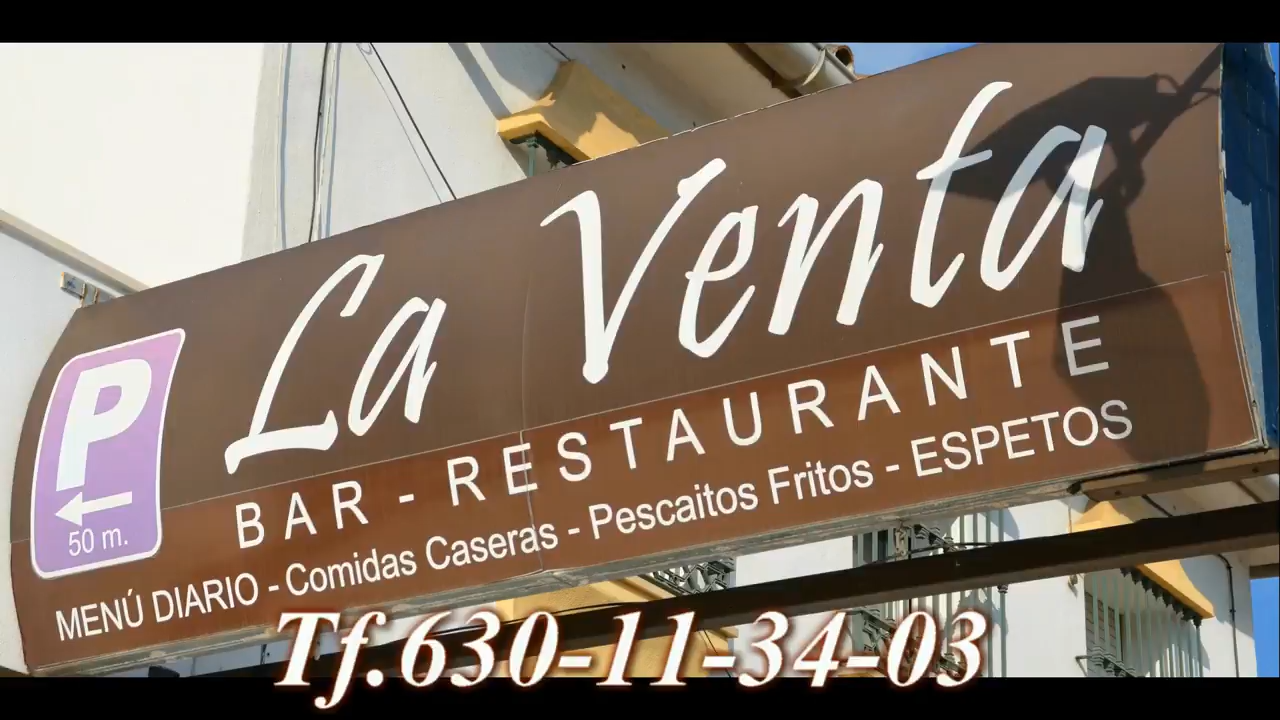 La Venta
P
BAR - RESTAURANTE
50 m.
MENÚ DIARIO - Comidas Caseras - Pescaitos Fritos - ESPETOS
Tf.630-11-34-03